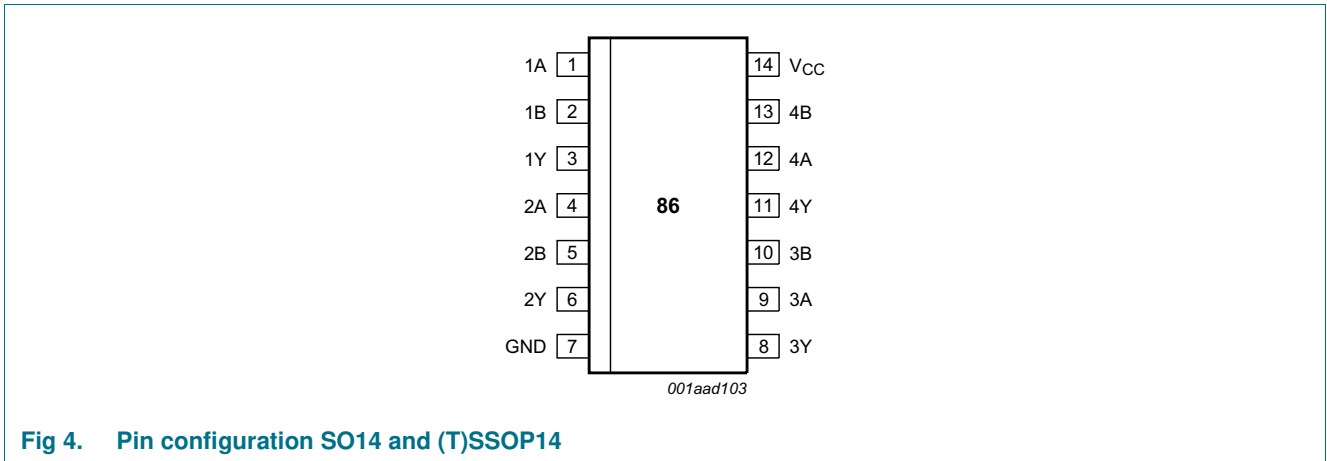 1A 1 14 VCC
1B 2 13 4B
1Y 3 12 4A
2A 4 86 11 4Y
2B 5 10 3B
2Y 6 9 3A
GND 7 8 3Y
001aad103
Fig 4. Pin configuration SO14 and (T)SSOP14